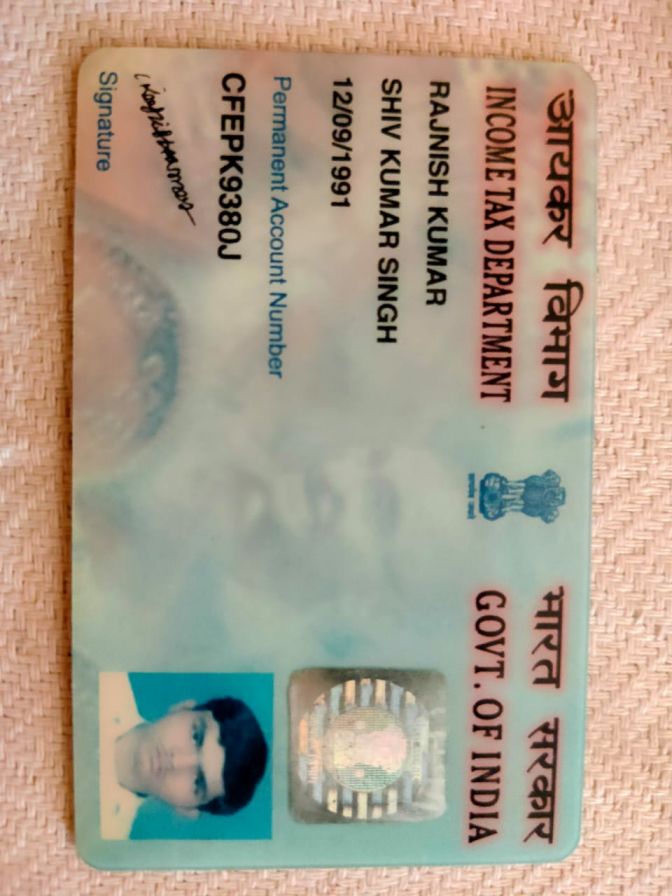 आयकर विभाग
INCOME TAX DEPARTMENT
भारत सरकार
GOVT. OF INDIA
सत्यमेव जयते
RAJNISH KUMAR
SHIV KUMAR SINGH
12/09/1991
Permanent Account Number
CFEPK9380J
Signature